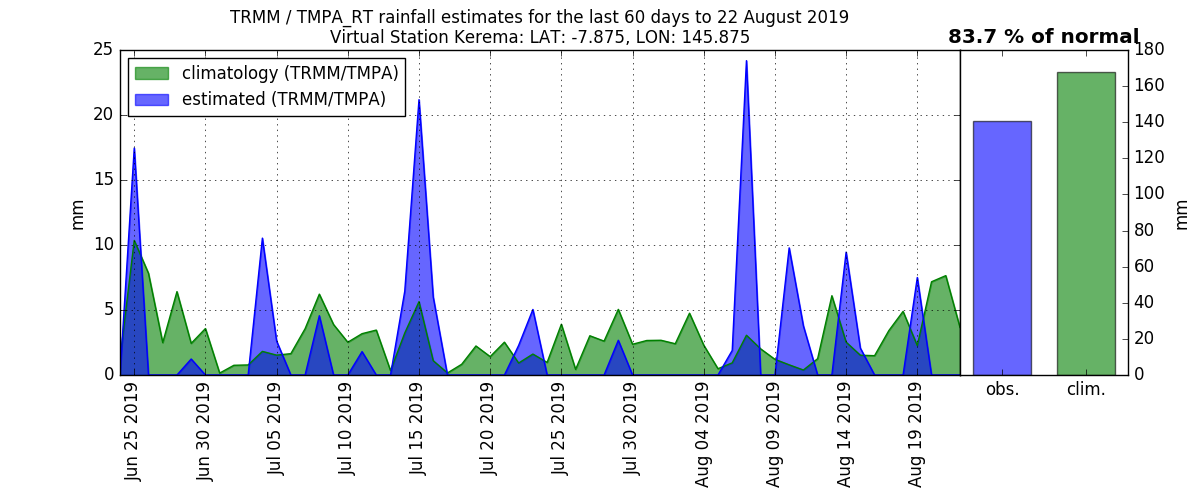 TRMM / TMPA_RT rainfall estimates for the last 60 days to 22 August 2019
Virtual Station Kerema: LAT: -7.875, LON: 145.875
83.7 % of normal
climatology (TRMM/TMPA)
estimated (TRMM/TMPA)
mm
25
20
15
10
5
0
Jun 25 2019
Jun 30 2019
Jul 05 2019
Jul 10 2019
Jul 15 2019
Jul 20 2019
Jul 25 2019
Jul 30 2019
Aug 04 2019
Aug 09 2019
Aug 14 2019
Aug 19 2019
obs.
clim.
180
160
140
120
100
80
60
40
20
0
mm